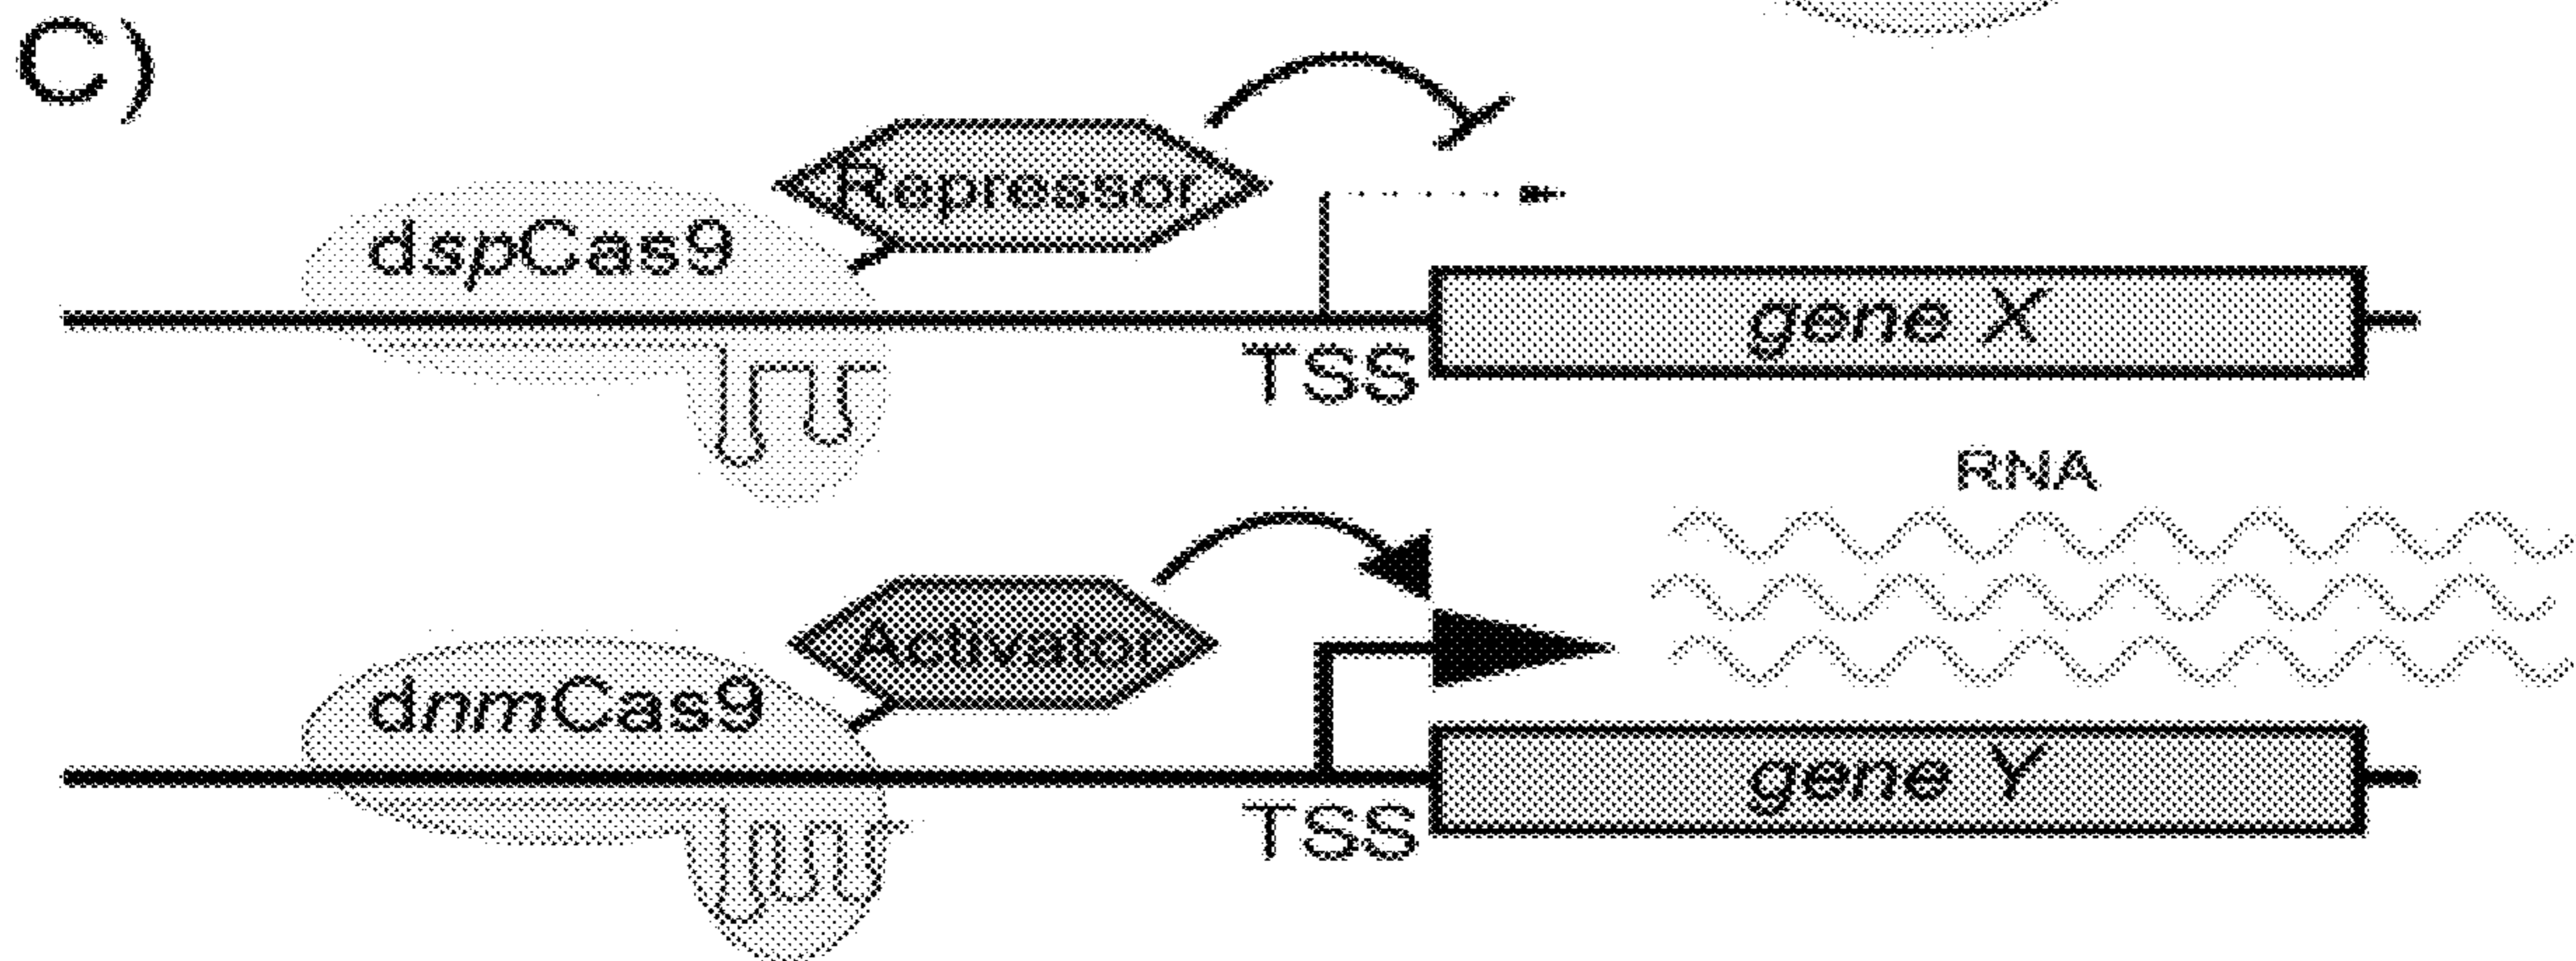 C)
Repressor
dspCas9
gene X
TSS
RNA
Activator
dnmCas9
gene Y
TSS